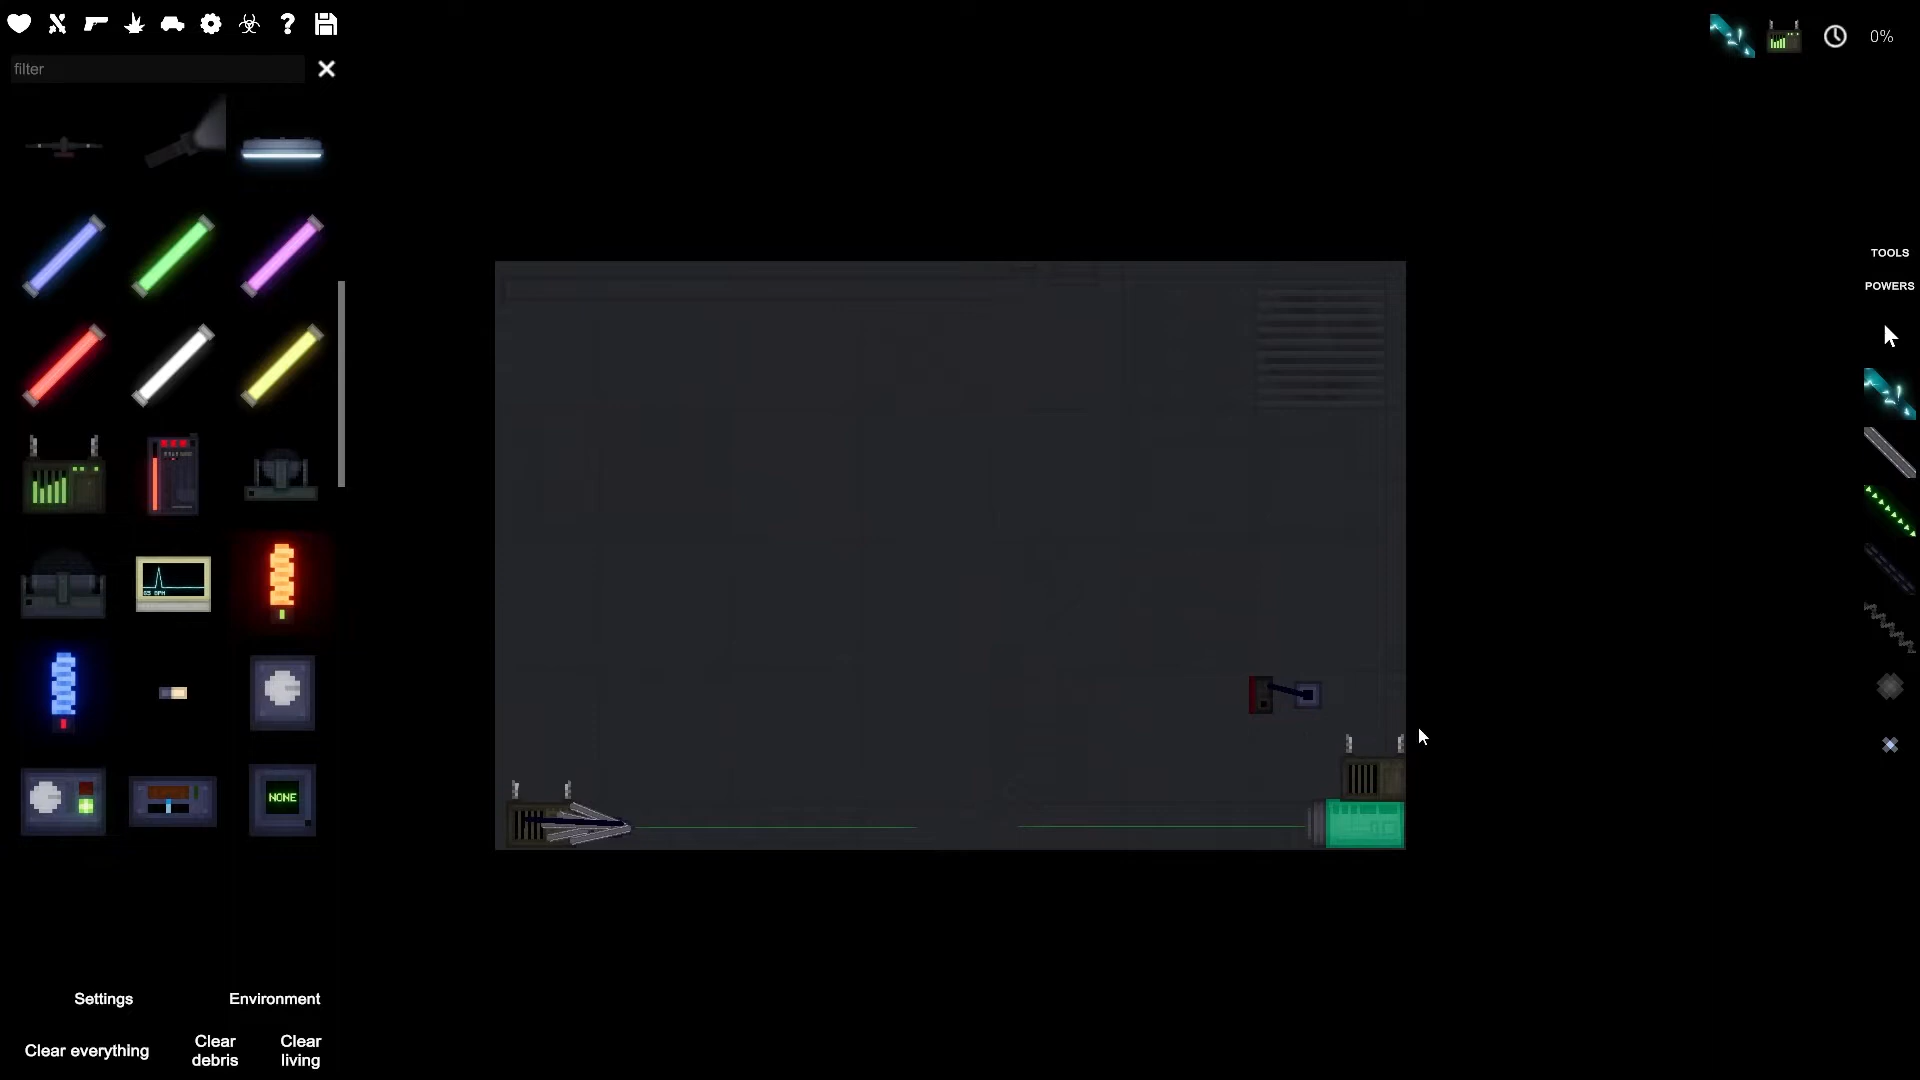 filter
0%
TOOLS
POWERS
NONE
Settings
Environment
Clear everything
Clear
debris
Clear
living